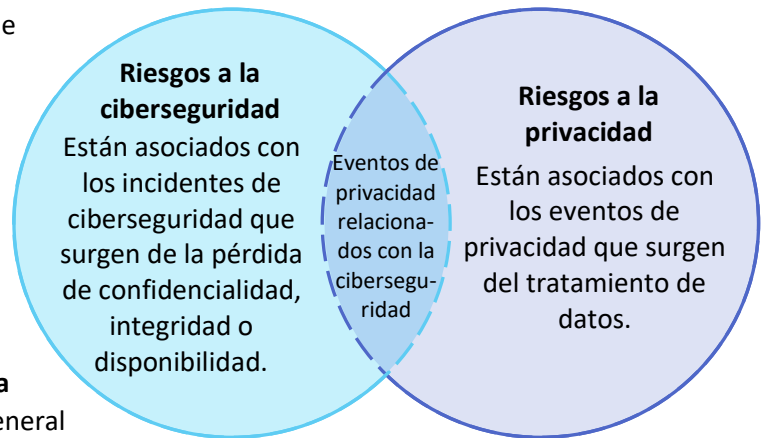 e
Riesgos a la
ciberseguridad
Están asociados con
los incidentes de
ciberseguridad que
surgen de la pérdida
de confidencialidad,
integridad o
disponibilidad.
Eventos de
privacidad
relaciona-
dos con la
cibersegu-
ridad
Riesgos a la
privacidad
Están asociados con
los eventos de
privacidad que surgen
del tratamiento de
datos.
a
eneral